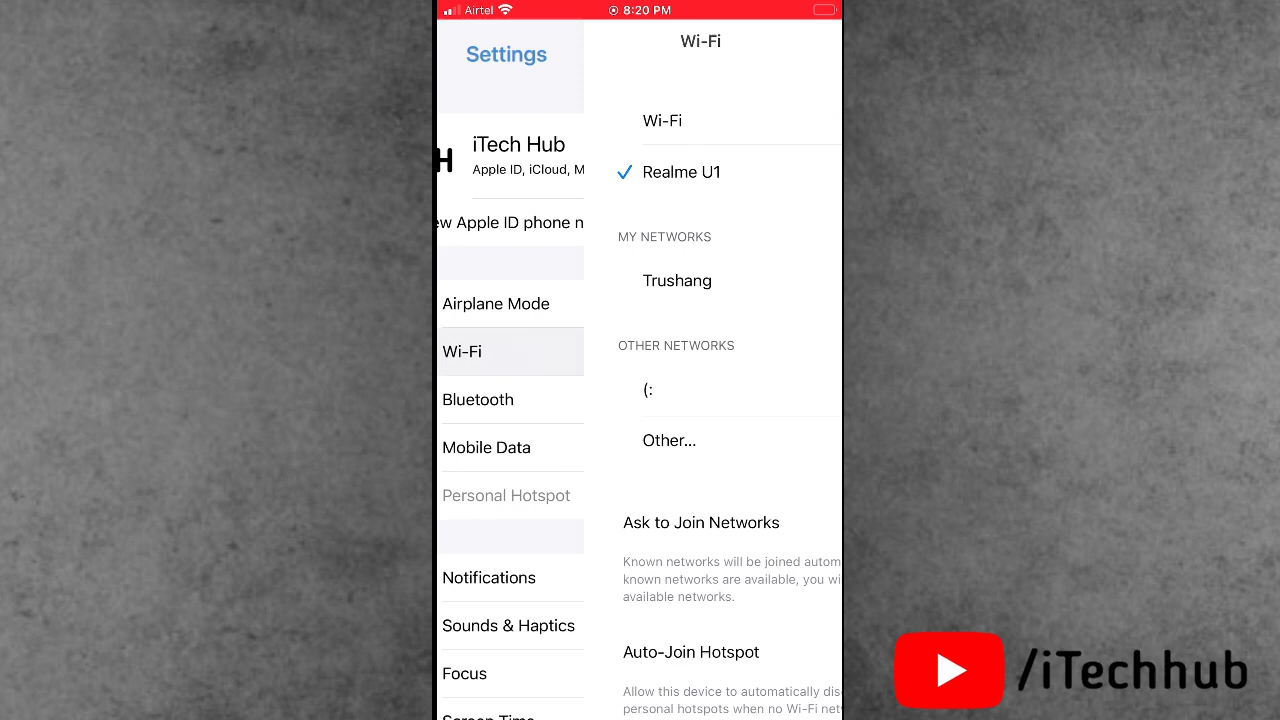 Airtel
8:20 PM
Settings
iTech Hub
Apple ID, iCloud, M
ew Apple ID phone n
Airplane Mode
Wi-Fi
Bluetooth
Mobile Data
Personal Hotspot
Notifications
Sounds & Haptics
Focus
Screen Time
Wi-Fi
Wi-Fi
Realme U1
MY NETWORKS
Trushang
OTHER NETWORKS
(:
Other...
Ask to Join Networks
Known networks will be joined autom
known networks are available, you wi
available networks.
Auto-Join Hotspot
Allow this device to automatically dis
personal hotspots when no Wi-Fi net
/iTechhub